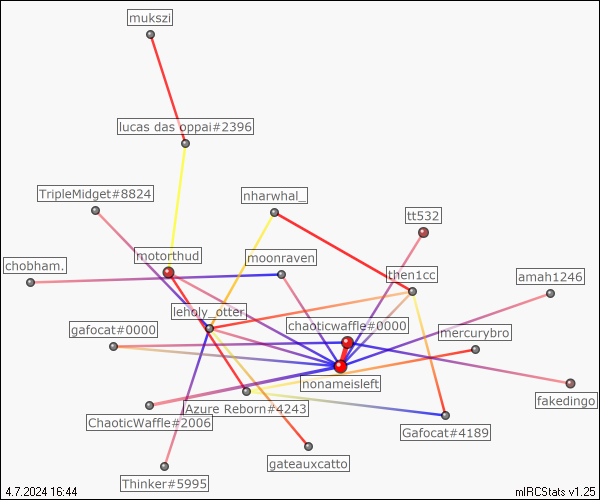 mukszi
lucas das oppai#2396
TripleMidget#8824
nharwhal_
tt532
motorthud
moonraven
chobham.
then1cc
amah1246
leholy_otter
chaoticwaffle#0000
gafocat#0000
mercurybro
nonameisleft
fakedingo
Azure Reborn#4243
ChaoticWaffle#2006
Gafocat#4189
gateauxcatto
Thinker#5995
4.7.2024 16:44
mIRCStats v1.25